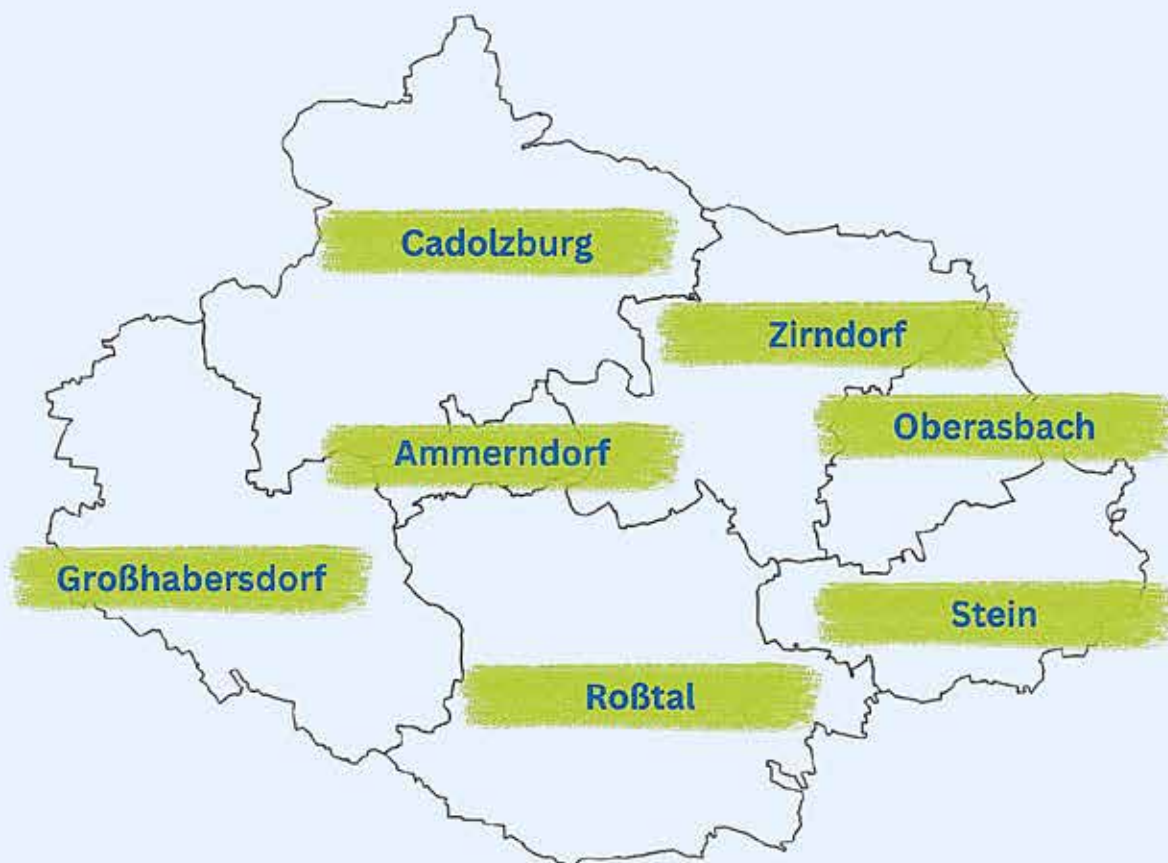 Cadolzburg
Zirndorf
Oberasbach
Ammerndorf
Großhabersdorf
Stein
Roßtal